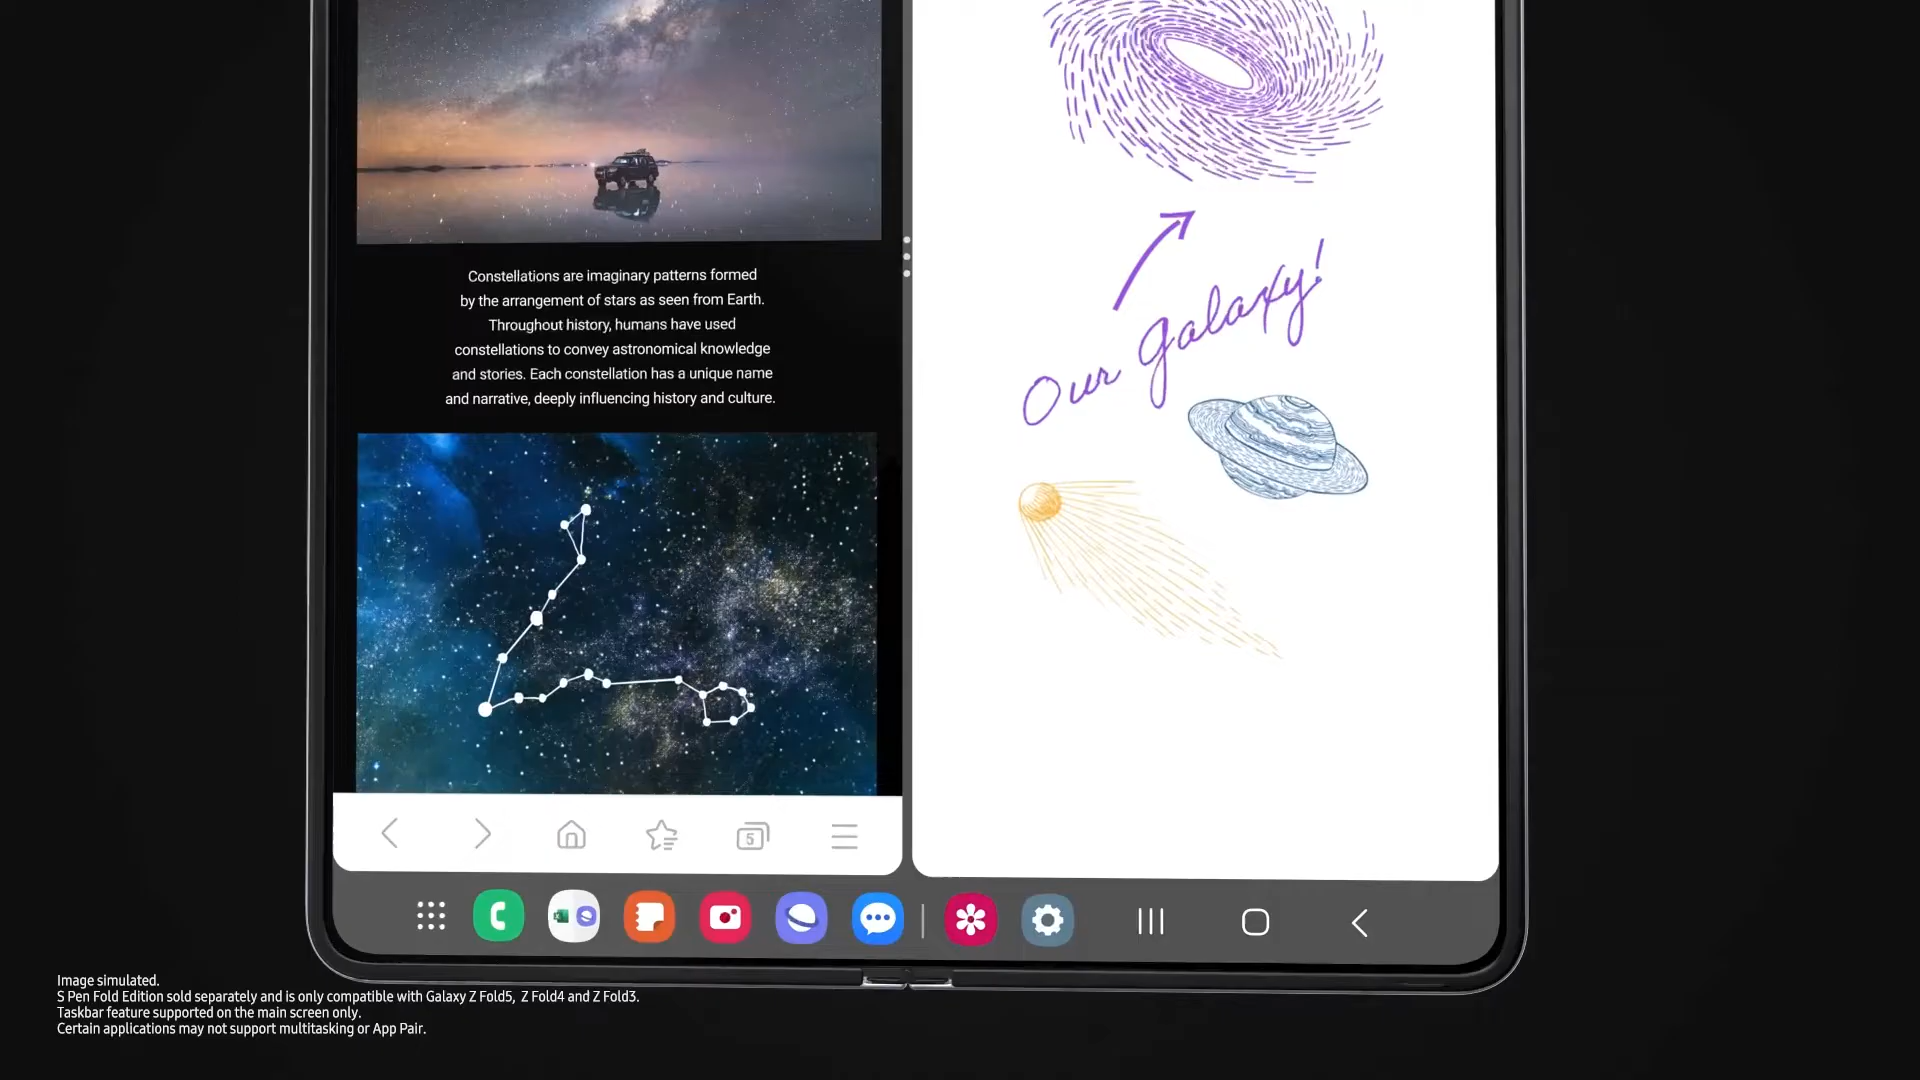 Constellations are imaginary patterns formed
by the arrangement of stars as seen from Earth.
Throughout history, humans have used
constellations to convey astronomical knowledge
and stories. Each constellation has a unique name
and narrative, deeply influencing history and culture.
Our Galaxy!
5
Image simulated.
S Pen Fold Edition sold separately and is only compatible with Galaxy Z Fold5, Z Fold4 and Z Fold3.
Taskbar feature supported on the main screen only.
Certain applications may not support multitasking or App Pair.